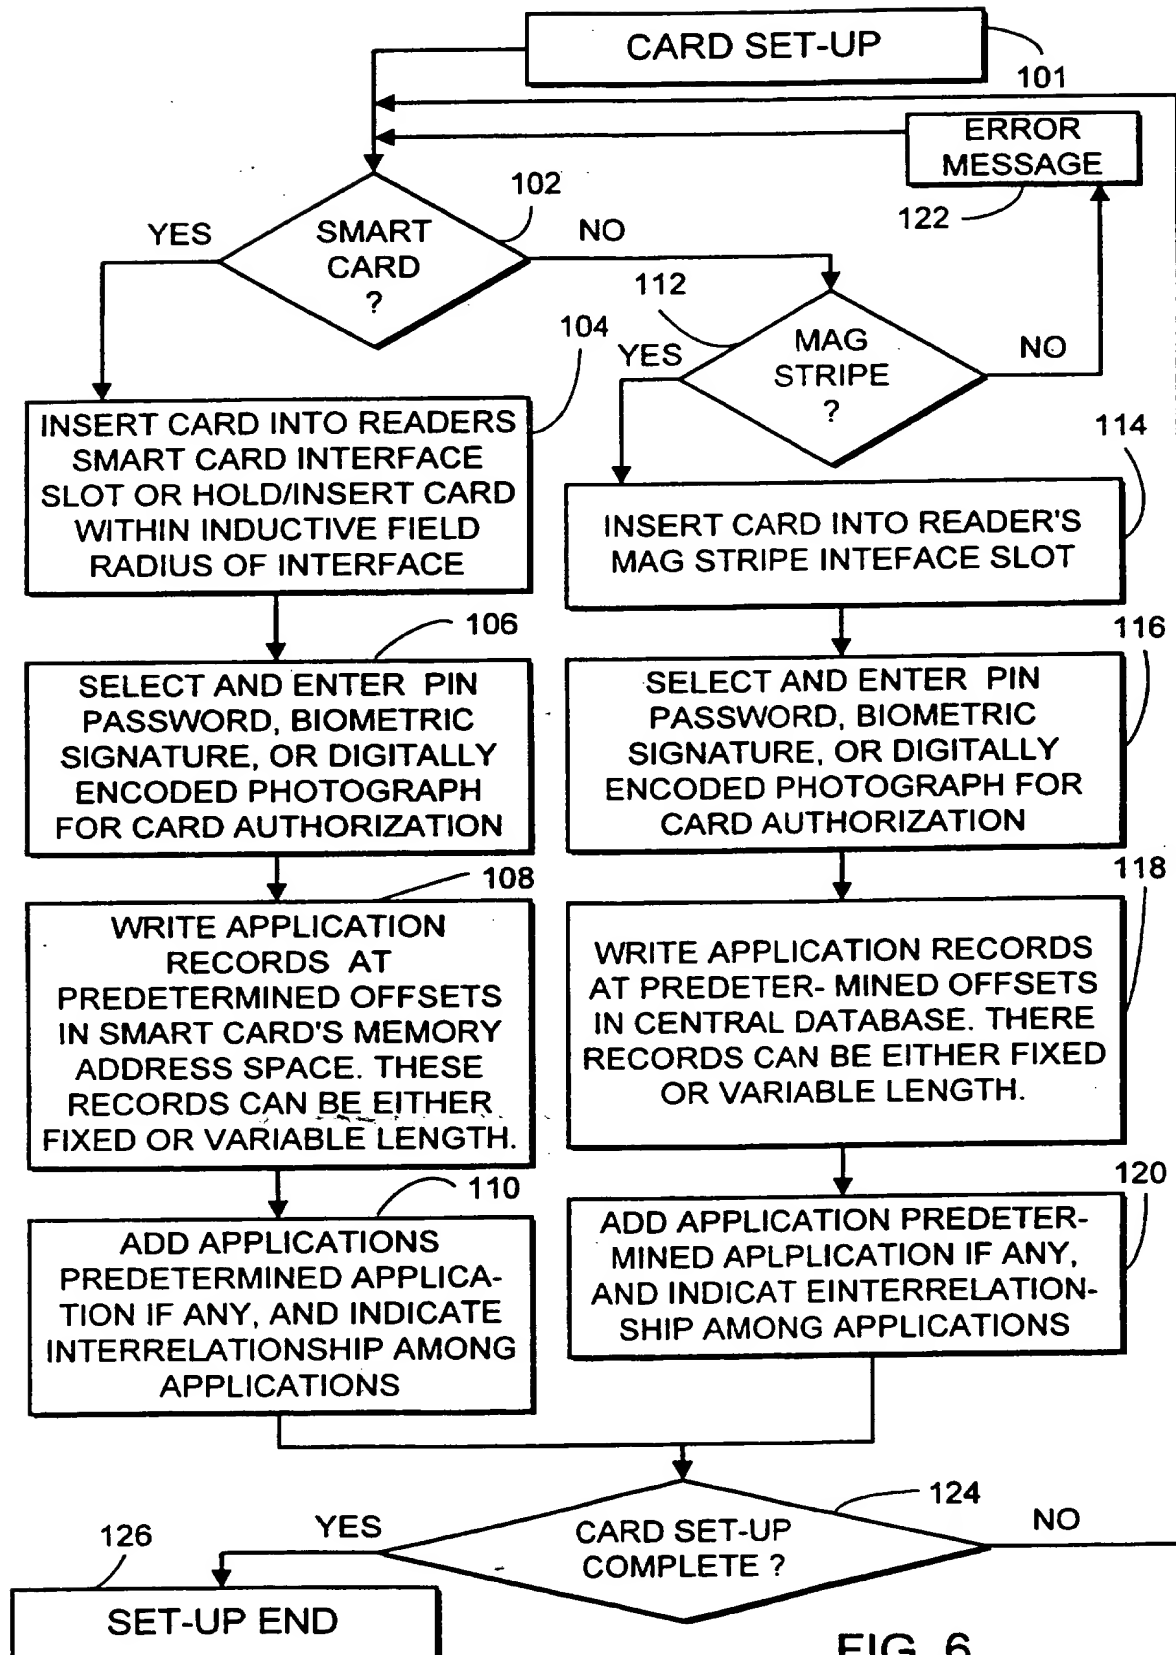 CARD SET-UP
101
ERROR
MESSAGE
122
102
YES
SMART
CARD
?
NO
112
104
YES
MAG
STRIPE
?
NO
INSERT CARD INTO READERS
SMART CARD INTERFACE
SLOT OR HOLD/INSERT CARD
WITHIN INDUCTIVE FIELD
RADIUS OF INTERFACE
114
INSERT CARD INTO READER'S
MAG STRIPE INTEFACE SLOT
106
SELECT AND ENTER PIN
PASSWORD, BIOMETRIC
SIGNATURE, OR DIGITALLY
ENCODED PHOTOGRAPH
FOR CARD AUTHORIZATION
116
SELECT AND ENTER PIN
PASSWORD, BIOMETRIC
SIGNATURE, OR DIGITALLY
ENCODED PHOTOGRAPH FOR
CARD AUTHORIZATION
108
WRITE APPLICATION
RECORDS AT
PREDETERMINED OFFSETS
IN SMART CARD'S MEMORY
ADDRESS SPACE. THESE
RECORDS CAN BE EITHER
FIXED OR VARIABLE LENGTH.
118
WRITE APPLICATION RECORDS
AT PREDETER- MINED OFFSETS
IN CENTRAL DATABASE. THERE
RECORDS CAN BE EITHER FIXED
OR VARIABLE LENGTH.
110
ADD APPLICATIONS
PREDETERMINED APPLICA-
TION IF ANY, AND INDICATE
INTERRELATIONSHIP AMONG
APPLICATIONS
120
ADD APPLICATION PREDETER-
MINED APLPLICATION IF ANY,
AND INDICAT EINTERRELATION-
SHIP AMONG APPLICATIONS
124
YES
CARD SET-UP
COMPLETE ?
NO
126
SET-UP END
FIG. 6